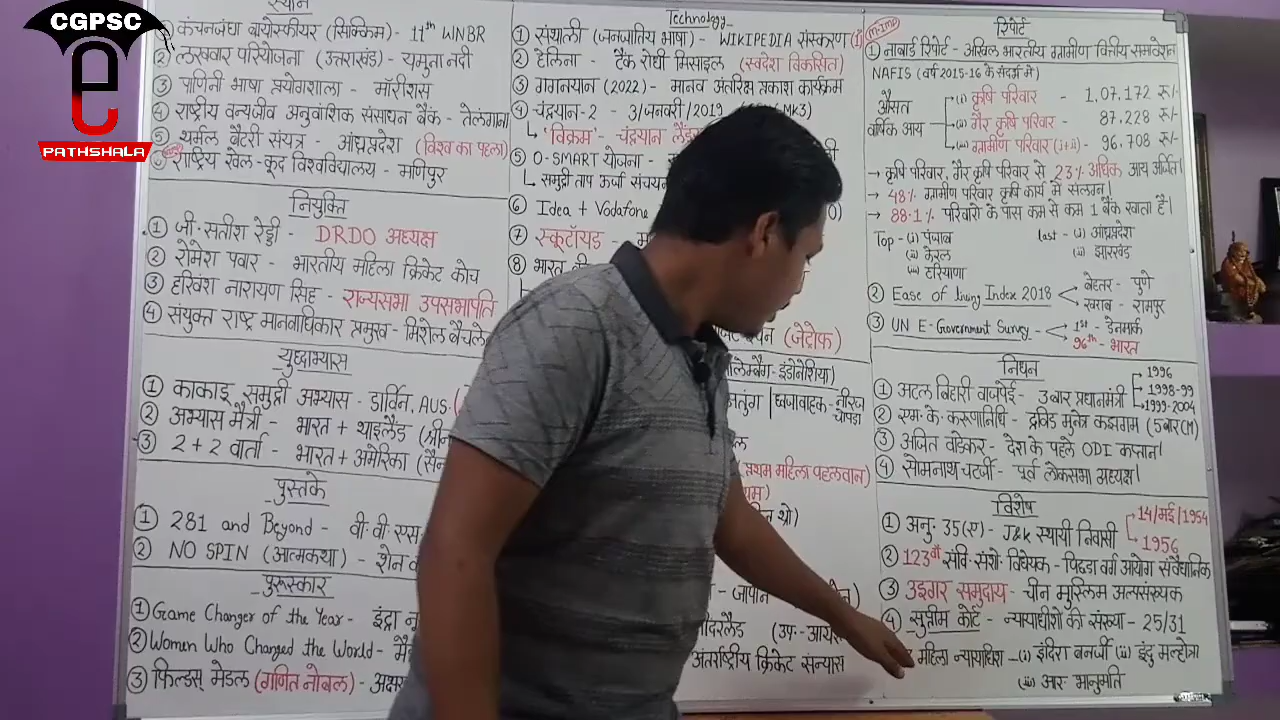 CGPSC
e
PATHSHALA
स्थान
① कंचनजंघा बायोस्फीयर (सिक्किम) - 11th WNBR
② लखवार परियोजना (उत्तराखंड) - यमुना नदी
③ पाणिनी भाषा प्रयोगशाला - मॉरीशस
④ राष्ट्रीय वन्यजीव अनुवांशिक संसाधन बैंक - तेलंगाना
⑤ थर्मल बैटरी संयत्र - आंध्रप्रदेश (विश्व का पहला)
राष्ट्रिय खेल-कूद विश्वविद्यालय - मणिपुर
नियुक्ति
① जी. सतीश रेड्डी - DRDO अध्यक्ष
② रोमेश पवार - भारतीय महिला क्रिकेट कोच
③ हरिवंश नारायण सिंह - राज्यसभा उपसभापति
④ संयुक्त राष्ट्र मानवाधिकार प्रमुख - मिशेल बैचले
युद्धाभ्यास
① काकाडू समुद्री अभ्यास - डार्विन, AUS.
② अभ्यास मैत्री - भारत + थाइलैंड
③ 2+2 वार्ता - भारत + अमेरिका
पुस्तके
① 281 and Beyond - वी. वी. एस.
② NO SPIN (आत्मकथा) - शेन
पुरूस्कार
① Game Changer of the Year - इंद्रा
② Women Who Changed the World -
③ फिल्डस् मेडल (गणित नोबल) -
Technology
① संथाली (जनजातिय भाषा) - WIKIPEDIA संस्करण
② हेलिना - टैंक रोधी मिसाइल (स्वदेश विकसित)
③ गगनयान (2022) - मानव अंतरिक्ष प्रकाश कार्यक्रम
④ चंद्रयान-2 - 3/जनवरी/2019 MK3)
↳ 'विक्रम' - चंद्रयान
⑤ O-SMART योजना -
↳ समुद्री ताप ऊर्जा संचयन
⑥ Idea + Vodafone
⑦ स्कूटॉयड -
⑧ भारत
(जेटोफा)
इंडोनेशिया)
ध्वजावाहक - नीरज चोपड़ा
(प्रथम महिला पहलवान)
- जापान
अंतर्राष्ट्रीय क्रिकेट सन्यास
(m.imp)
रिपोर्ट
① नाबार्ड रिपोर्ट - अखिल भारतीय ग्रामीण वित्तीय समावेशन
NAFIS (वर्ष 2015-16 के संदर्भ में)
औसत वार्षिक आय
(i) कृषि परिवार - 1,07,172 रू/-
(ii) गैर कृषि परिवार - 87,228 रू/-
(iii) ग्रामीण परिवार (i+ii) - 96,708 रू/-
→ कृषि परिवार, गैर कृषि परिवार से 23% अधिक आय अर्जित।
→ 48% ग्रामीण परिवार कृषि कार्य में संलग्न।
→ 88.1% परिवारो के पास कम से कम 1 बैंक खाता है।
Top - (i) पंजाब
(ii) केरल
(iii) हरियाणा
last - (i) आंध्रप्रदेश
(ii) झारखंड
② Ease of living Index 2018
बेहतर - पुणे
खराब - रामपुर
③ UN E-Government Survey -
1st - डेनमार्क
96th - भारत
निधन
① अटल बिहारी वाजपेई - 3 बार प्रधानमंत्री
1996
1998-99
1999-2004
② एम. के. करूणानिधि - द्रविड़ मुनेत्र कड़गम (5 बार CM)
③ अजित वाडेकर - देश के पहले ODI कप्तान।
④ सोमनाथ चटर्जी - पूर्व लोकसभा अध्यक्ष।
विशेष
① अनु. 35(ए) - J&K स्थायी निवासी
14/मई/1954
1956
② 123वां संवि. संशो. विधेयक - पिछड़ा वर्ग आयोग संवैधानिक
③ उइगर समुदाय - चीन मुस्लिम अल्पसंख्यक
④ सुप्रीम कोर्ट - न्यायाधीशो की संख्या - 25/31
महिला न्यायाधिश - (i) इंदिरा बनर्जी (ii) इंदु मल्होत्रा
(iii) आर. भानुमति